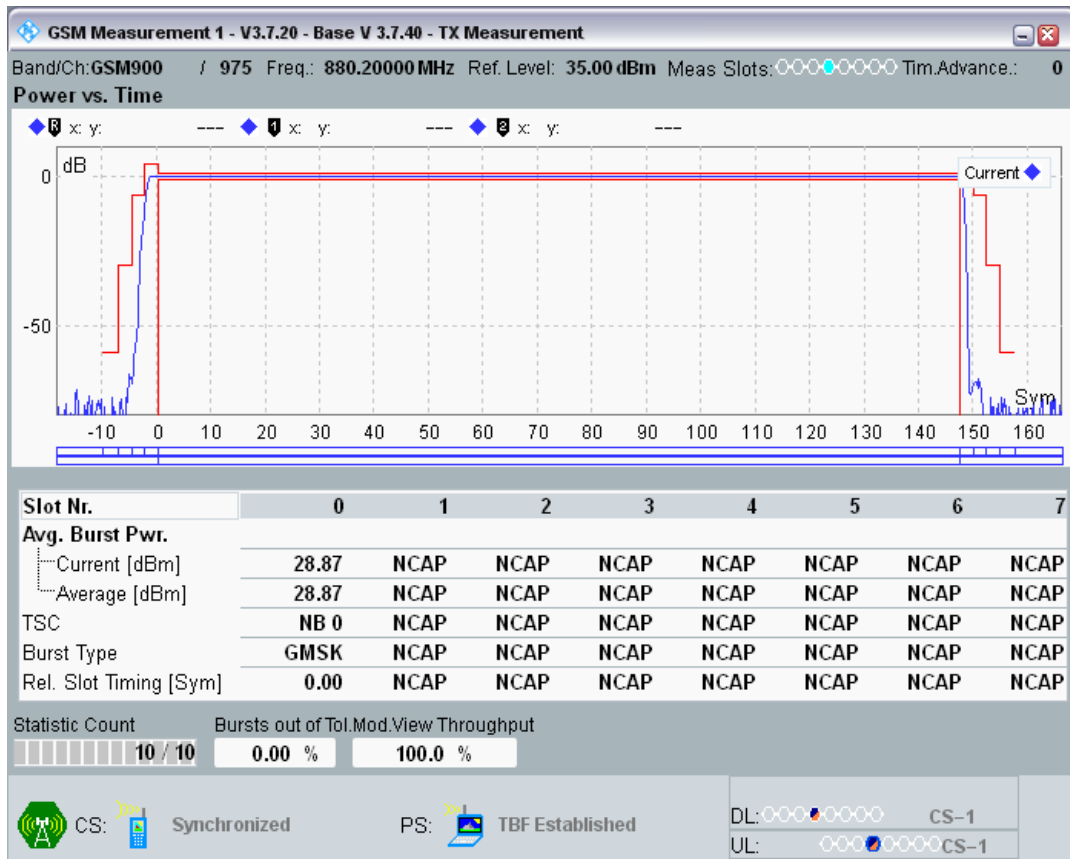 GSM Measurement 1 - V3.7.20 - Base V 3.7.40 - TX Measurement
Band/Ch:GSM900 / 975 Freq.: 880.20000 MHz Ref. Level: 35.00 dBm Meas Slots: Tim.Advance.: 0
Power vs. Time
R x: y: --- 1 x: y: --- 2 x: y: ---
dB
Current
0
-50
Sym
-10 0 10 20 30 40 50 60 70 80 90 100 110 120 130 140 150 160
Slot Nr. 0 1 2 3 4 5 6 7
Avg. Burst Pwr.
Current [dBm] 28.87 NCAP NCAP NCAP NCAP NCAP NCAP NCAP
Average [dBm] 28.87 NCAP NCAP NCAP NCAP NCAP NCAP NCAP
TSC NB 0 NCAP NCAP NCAP NCAP NCAP NCAP NCAP
Burst Type GMSK NCAP NCAP NCAP NCAP NCAP NCAP NCAP
Rel. Slot Timing [Sym] 0.00 NCAP NCAP NCAP NCAP NCAP NCAP NCAP
Statistic Count Bursts out of Tol.Mod.View Throughput
10 / 10 0.00 % 100.0 %
CS: Synchronized PS: TBF Established DL: CS-1
UL: CS-1